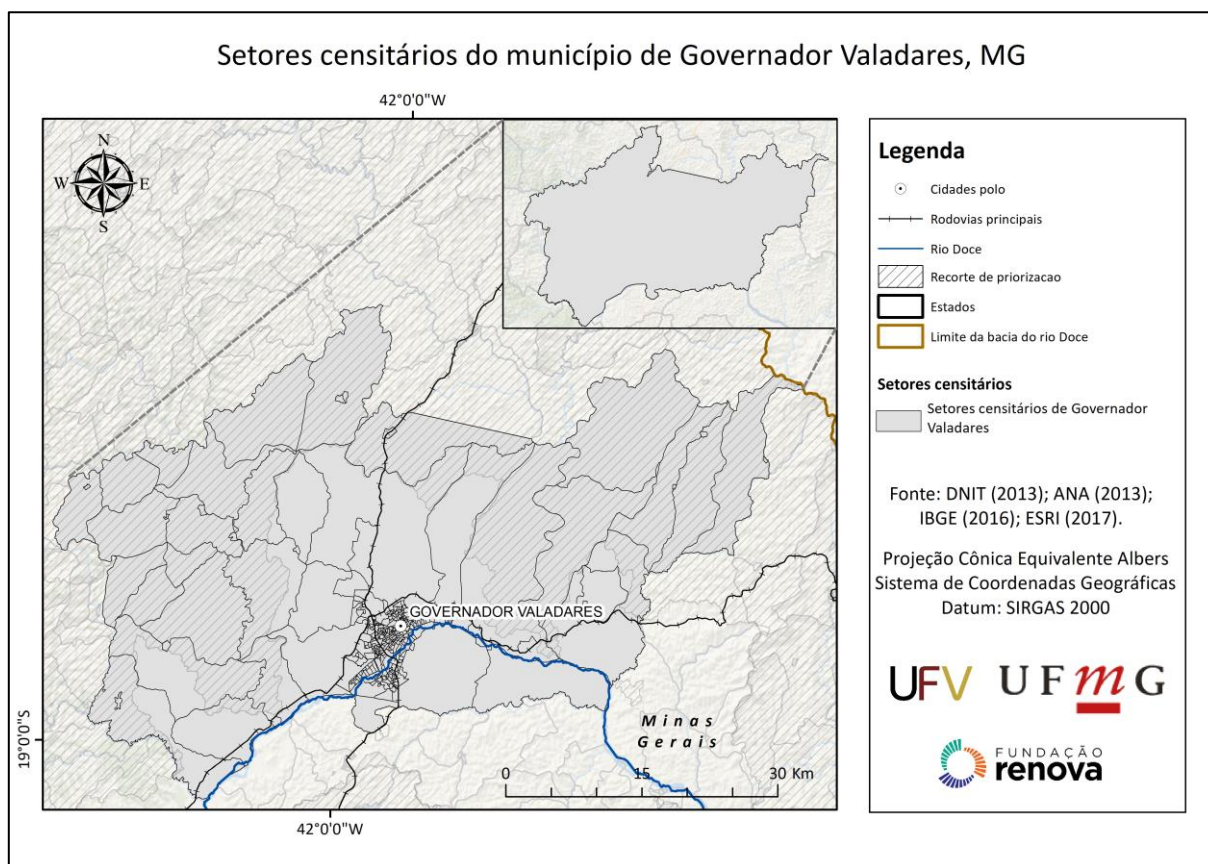 Setores censitários do município de Governador Valadares, MG
42°0'0"W
N
W
E
S
GOVERNADOR VALADARES
Minas
Gerais
0
15
30 Km
19°0'0"S
42°0'0"W
Legenda
Cidades polo
Rodovias principais
Rio Doce
Recorte de priorizacao
Estados
Limite da bacia do rio Doce
Setores censitários
Setores censitários de Governador
Valadares
Fonte: DNIT (2013); ANA (2013);
IBGE (2016); ESRI (2017).
Projeção Cônica Equivalente Albers
Sistema de Coordenadas Geográficas
Datum: SIRGAS 2000
UFV
UFmG
FUNDAÇÃO
renova